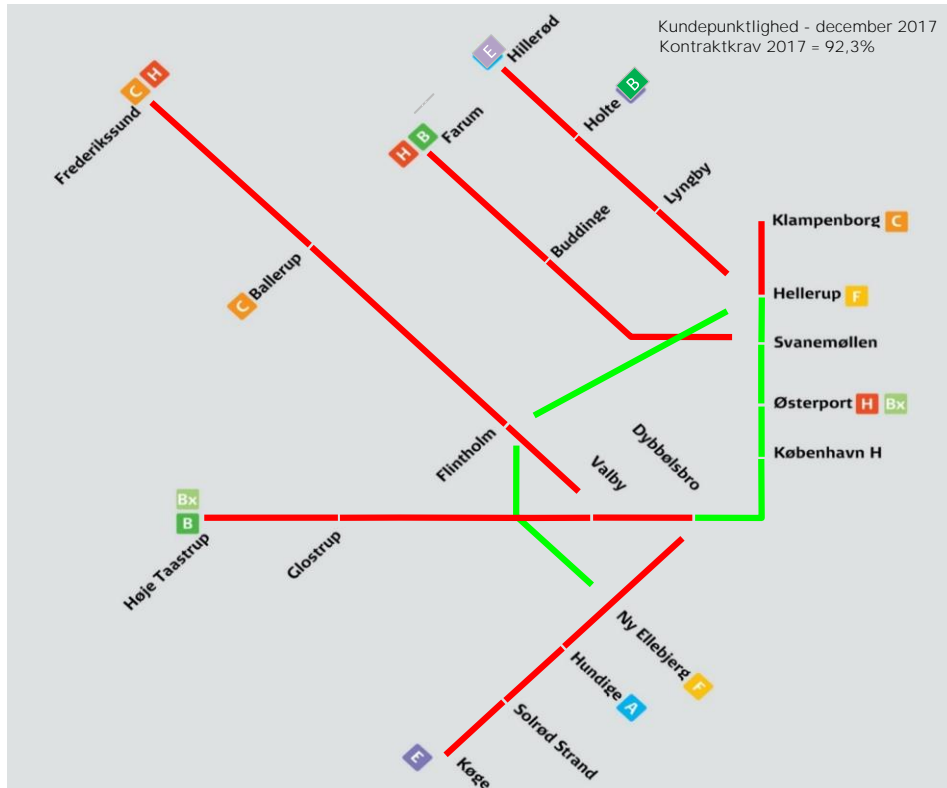 Kundepunktlighed - december 2017
Kontraktkrav 2017 = 92,3%
E Hillerød
C H
Frederikssund
Holte B
H B Farum
Lyngby
Buddinge
Klampenborg C
C Ballerup
Hellerup F
Svanemøllen
Østerport H Bx
København H
Flintholm
Valby
Dybbølsbro
Bx
B
Høje Taastrup
Glostrup
Ny Ellebjerg F
Hundige A
Solrød Strand
E
Køge